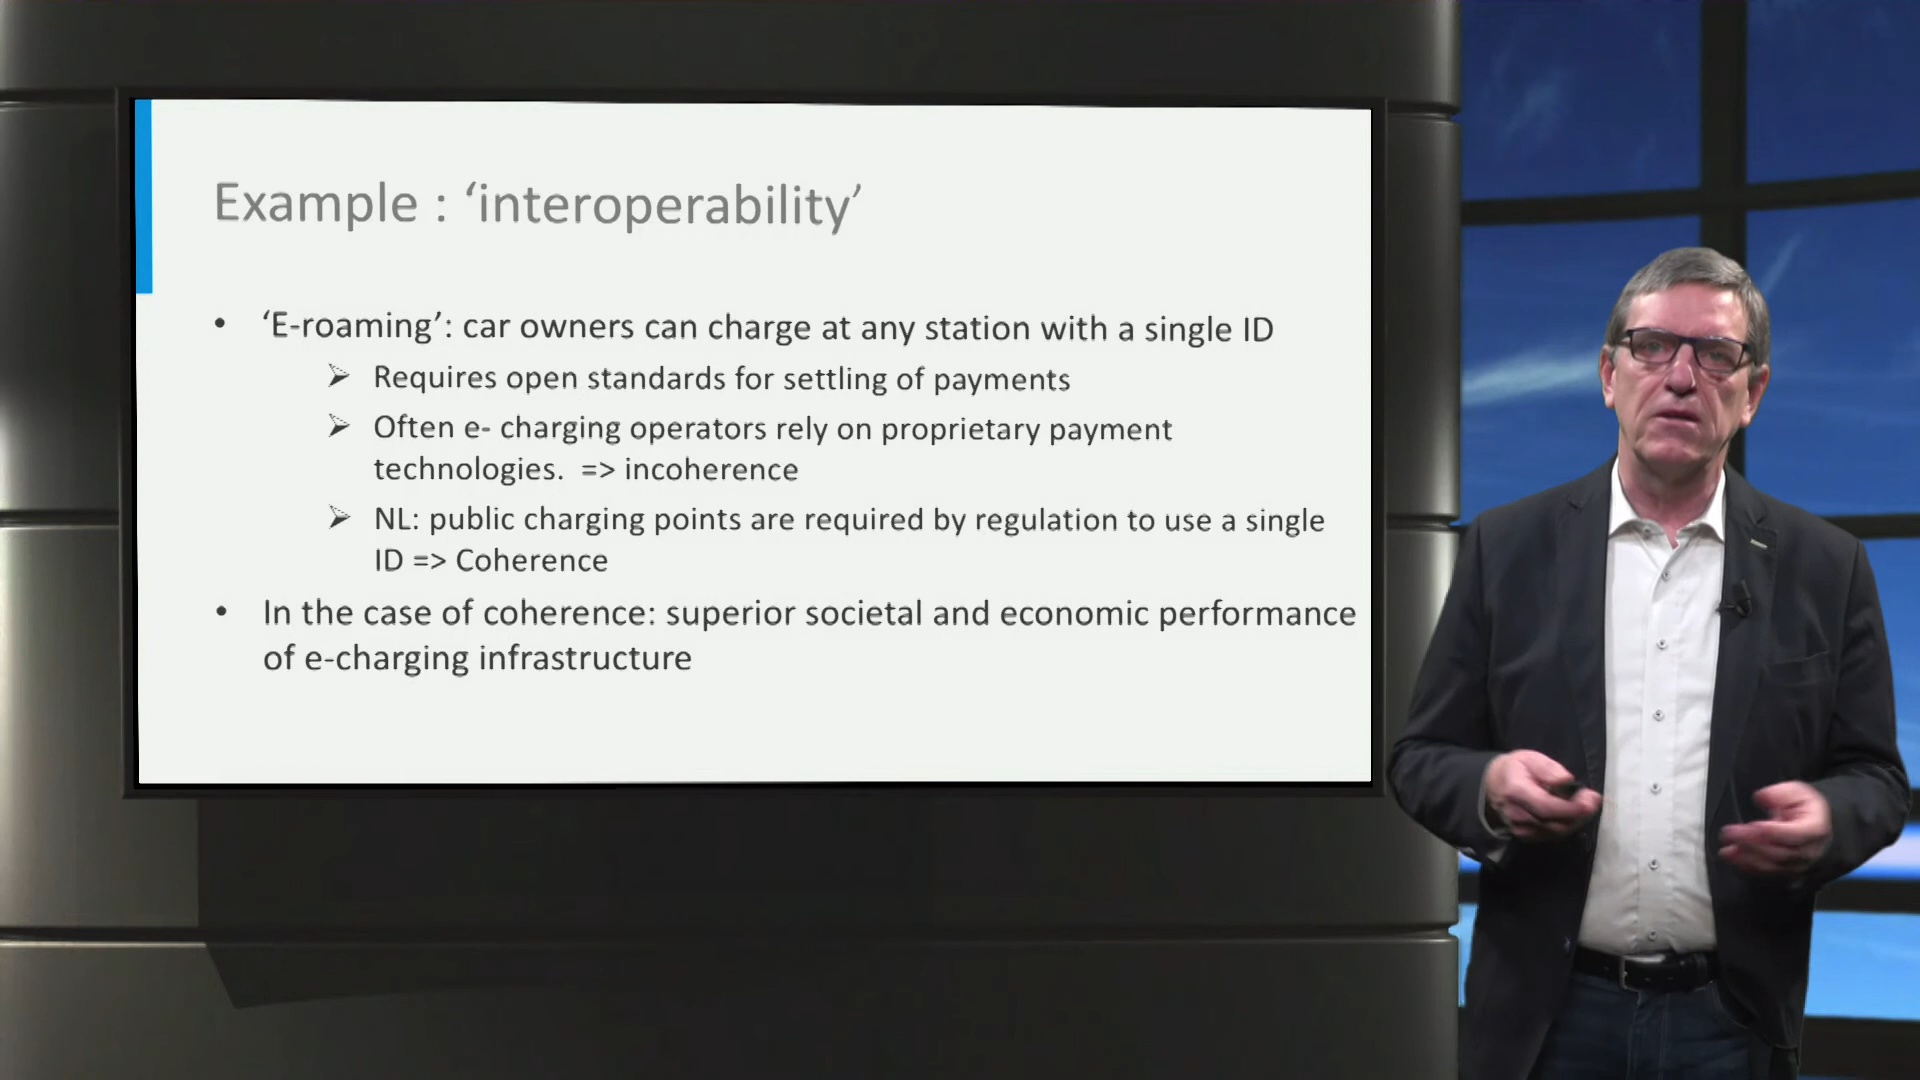 Example : ‘interoperability’
• ‘E-roaming’: car owners can charge at any station with a single ID
➢ Requires open standards for settling of payments
➢ Often e- charging operators rely on proprietary payment
technologies.  => incoherence
➢ NL: public charging points are required by regulation to use a single
ID => Coherence
• In the case of coherence: superior societal and economic performance
of e-charging infrastructure